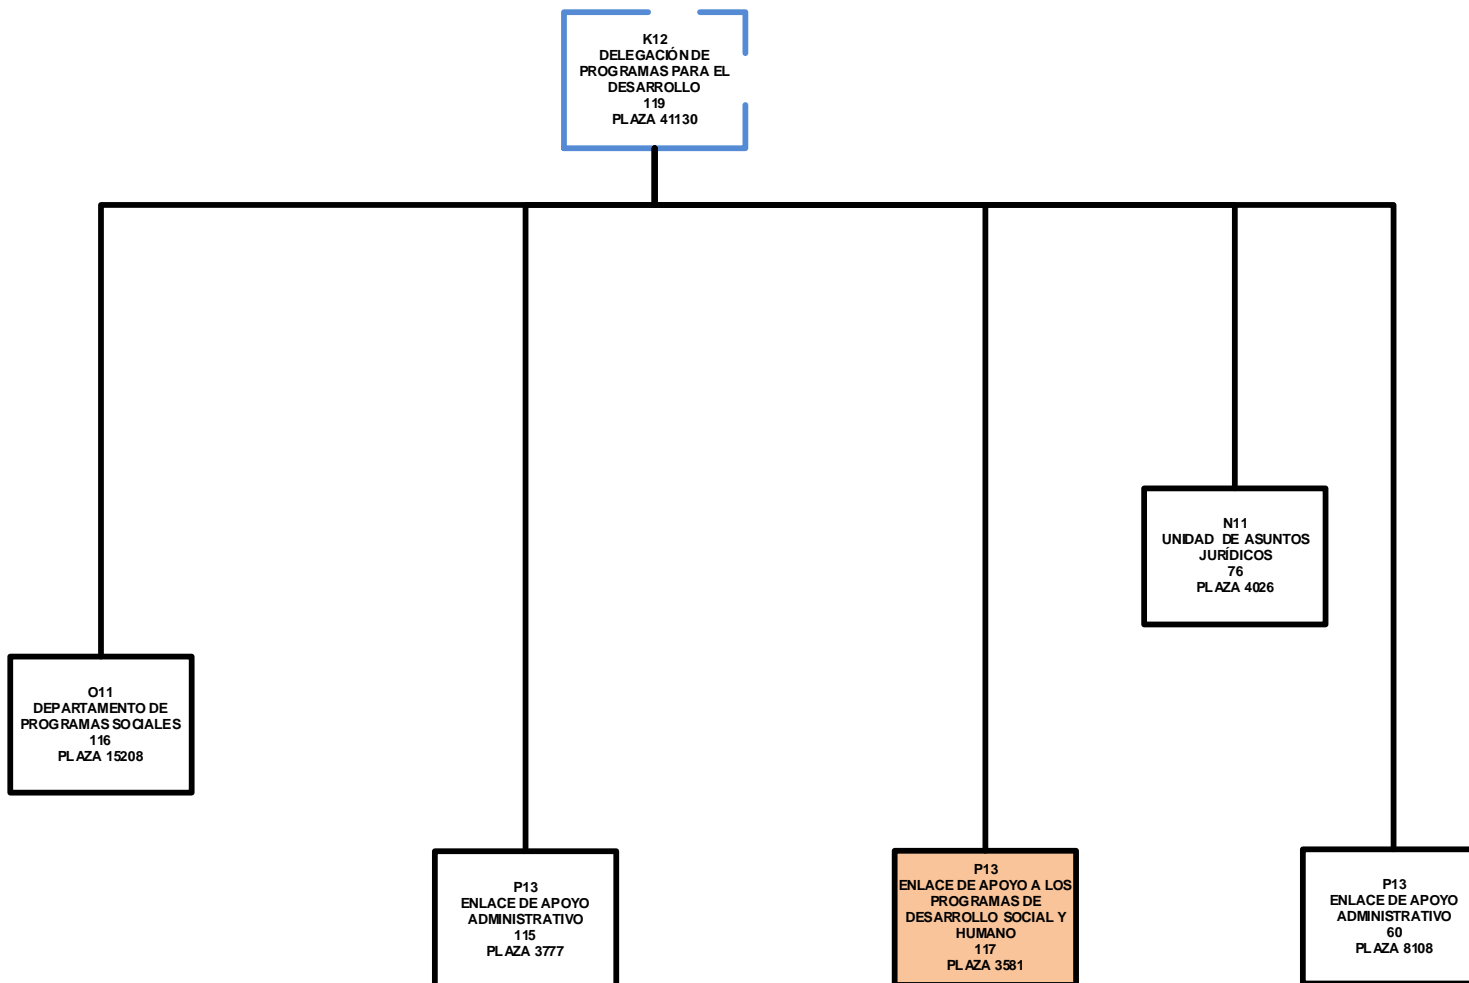 K12
DELEGACIÓN DE
PROGRAMAS PARA EL
DESARROLLO
119
PLAZA 41130
N11
UNIDAD DE ASUNTOS
JURÍDICOS
76
PLAZA 4026
O11
DEPARTAMENTO DE
PROGRAMAS SOCIALES
116
PLAZA 15208
P13
ENLACE DE APOYO
ADMINISTRATIVO
115
PLAZA 3777
P13
ENLACE DE APOYO A LOS
PROGRAMAS DE
DESARROLLO SOCIAL Y
HUMANO
117
PLAZA 3581
P13
ENLACE DE APOYO
ADMINISTRATIVO
60
PLAZA 8108